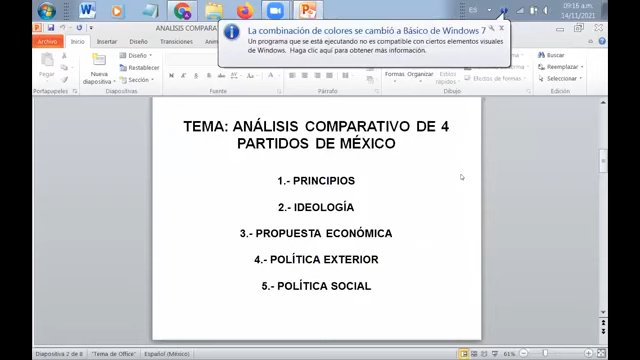 ES
09:15 a.m.
14/11/2021
La combinación de colores se cambió a Básico de Windows 7
Un programa que se está ejecutando no es compatible con ciertos elementos visuales
de Windows. Haga clic aquí para obtener más información.
ANALISIS COMPARAT
Archivo Inicio Insertar Diseño Transiciones
Pegar Nueva diapositiva Diseño Restablecer Sección
Formas Organizar Estilos rápidos Efectos de formas
Buscar
Reemplazar
Seleccionar
Portapapeles Diapositivas Fuente Párrafo Dibujo Edición
TEMA: ANÁLISIS COMPARATIVO DE 4
PARTIDOS DE MÉXICO
1.- PRINCIPIOS
2.- IDEOLOGÍA
3.- PROPUESTA ECONÓMICA
4.- POLÍTICA EXTERIOR
5.- POLÍTICA SOCIAL
Diapositiva 2 de 8 "Tema de Office" Español (México) 61%